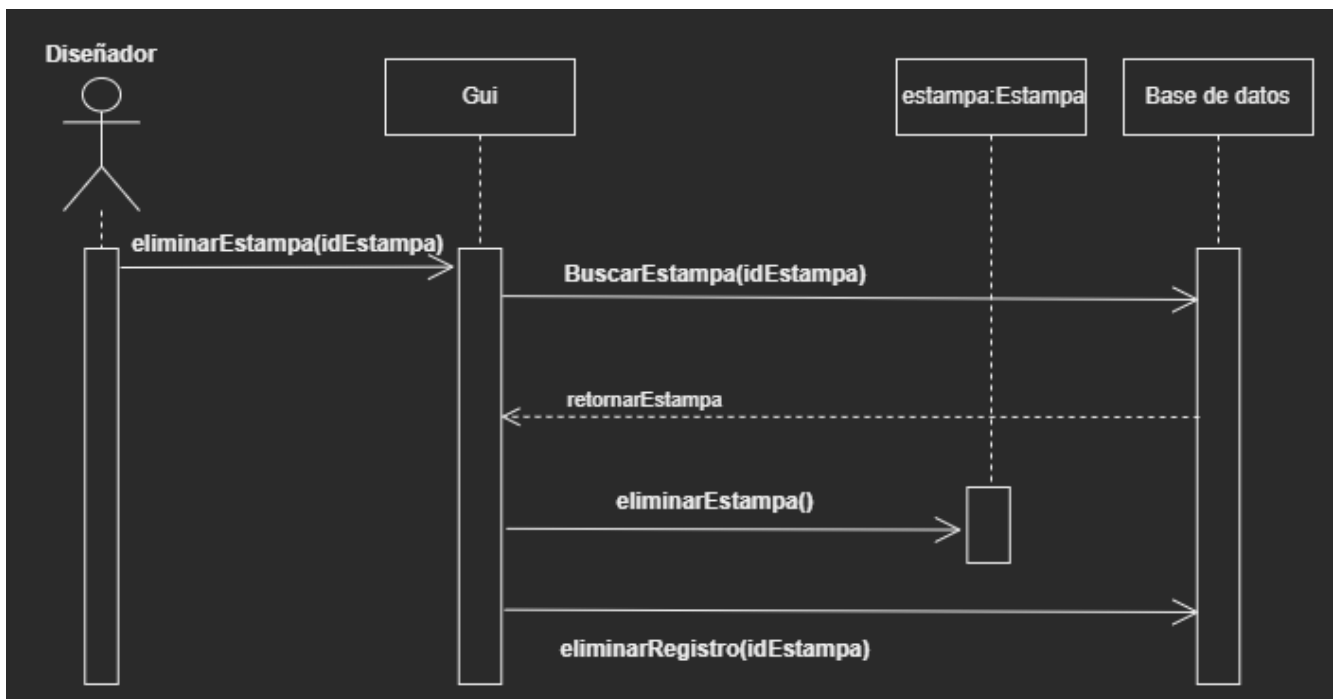 Diseñador
Gui
estampa:Estampa
Base de datos
eliminarEstampa(idEstampa)
BuscarEstampa(idEstampa)
retornarEstampa
eliminarEstampa()
eliminarRegistro(idEstampa)